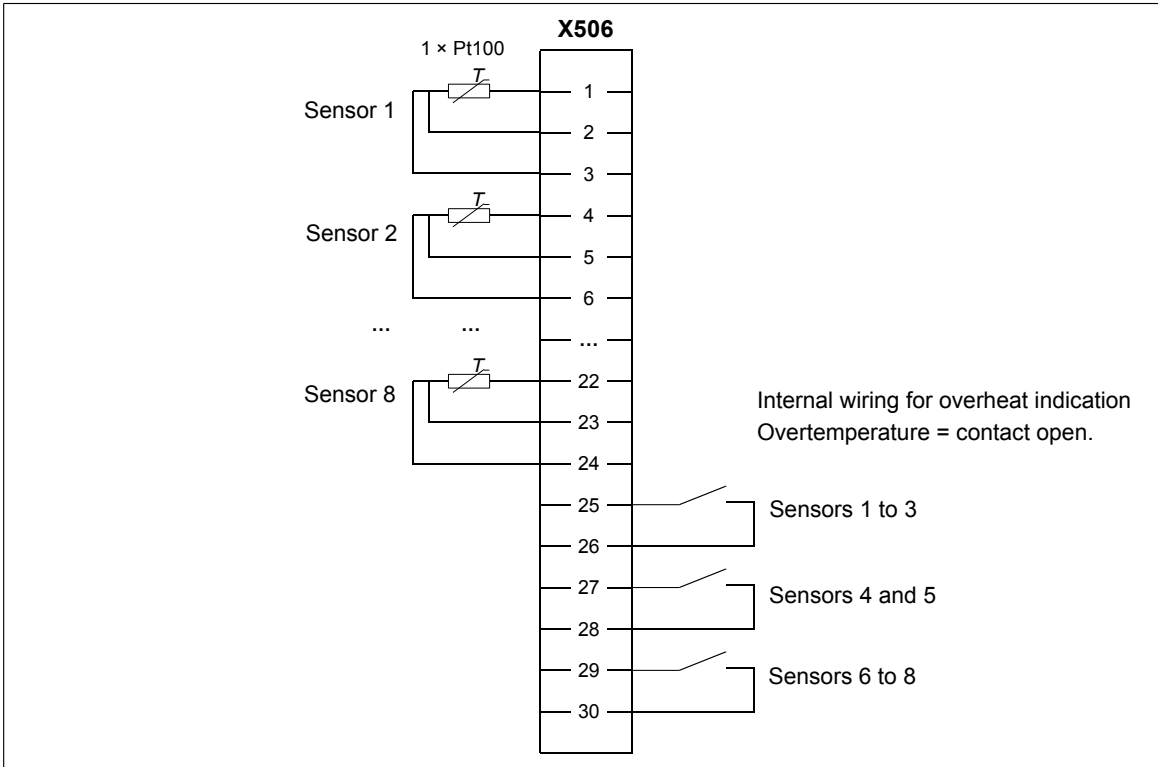 X506
1 × Pt100
T
1
Sensor 1
2
3
T
4
Sensor 2
5
6
... ... ...
T
22
Sensor 8
23
24
Internal wiring for overheat indication
Overtemperature = contact open.
25
Sensors 1 to 3
26
27
Sensors 4 and 5
28
29
Sensors 6 to 8
30